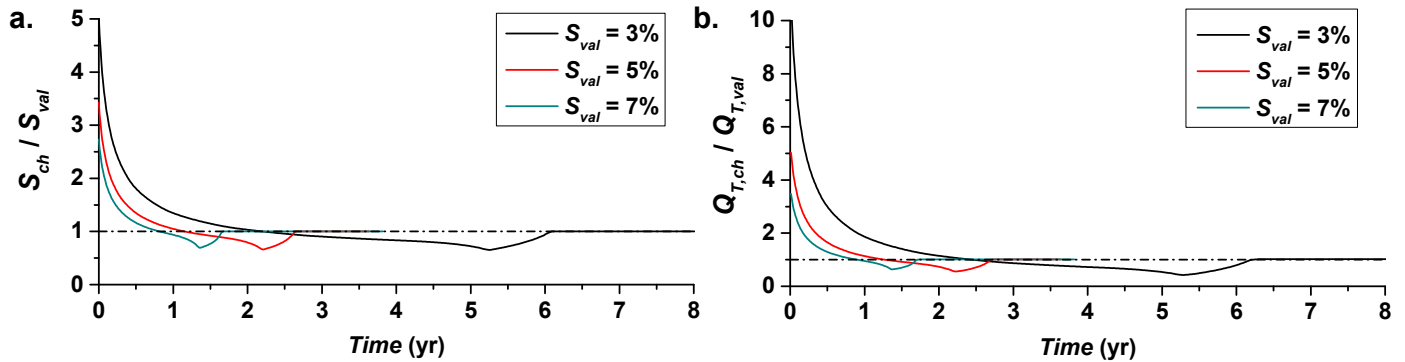 a.
S_ch / S_val
5
4
3
2
1
0
0 1 2 3 4 5 6 7 8
Time (yr)
S_val = 3%
S_val = 5%
S_val = 7%
b.
Q_T,ch / Q_T,val
10
8
6
4
2
0
0 1 2 3 4 5 6 7 8
Time (yr)
S_val = 3%
S_val = 5%
S_val = 7%